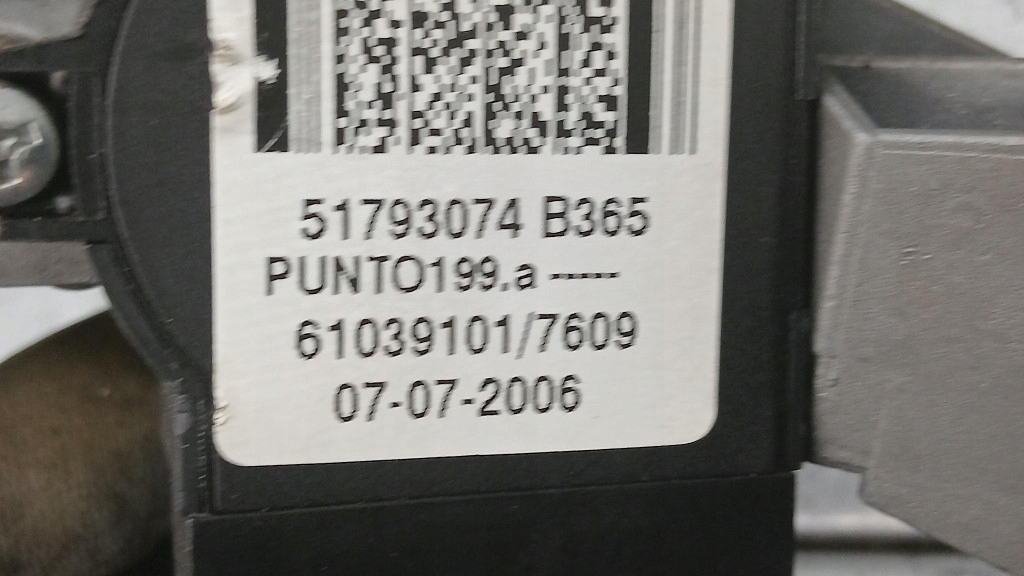 51793074 B365
PUNTO199.a -----
61039101/7609
07-07-2006